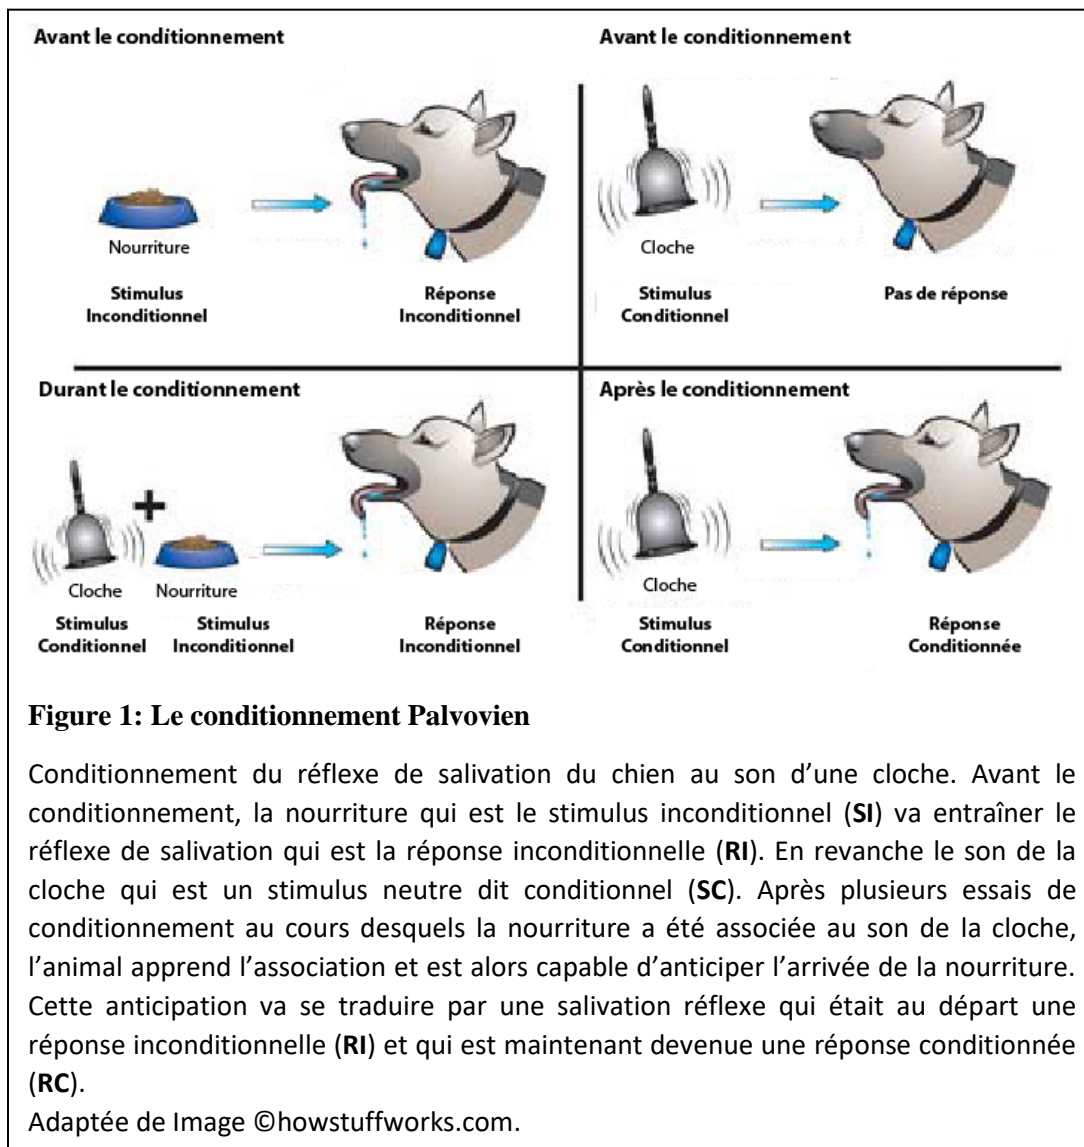 Avant le conditionnement
Avant le conditionnement
Nourriture
Cloche
Stimulus
Inconditionnel
Réponse
Inconditionnel
Stimulus
Conditionnel
Pas de réponse
Durant le conditionnement
Après le conditionnement
Cloche
Nourriture
Cloche
Stimulus
Conditionnel
Stimulus
Inconditionnel
Réponse
Inconditionnel
Stimulus
Conditionnel
Réponse
Conditionnée
Figure 1: Le conditionnement Palvovien
Conditionnement du réflexe de salivation du chien au son d’une cloche. Avant le
conditionnement, la nourriture qui est le stimulus inconditionnel (SI) va entraîner le
réflexe de salivation qui est la réponse inconditionnelle (RI). En revanche le son de la
cloche qui est un stimulus neutre dit conditionnel (SC). Après plusieurs essais de
conditionnement au cours desquels la nourriture a été associée au son de la cloche,
l’animal apprend l’association et est alors capable d’anticiper l’arrivée de la nourriture.
Cette anticipation va se traduire par une salivation réflexe qui était au départ une
réponse inconditionnelle (RI) et qui est maintenant devenue une réponse conditionnée
(RC).
Adaptée de Image ©howstuffworks.com.